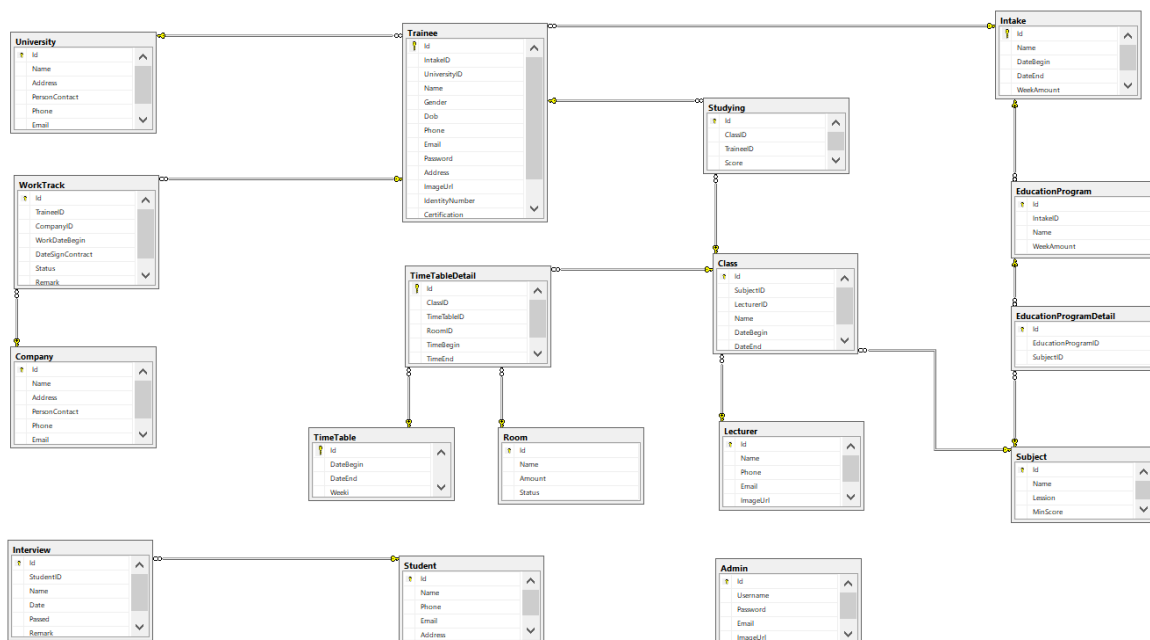 University
Id
Name
Address
PersonContact
Phone
Email
Trainee
Id
IntakeID
UniversityID
Name
Gender
Dob
Phone
Email
Password
Address
ImageUrl
IdentityNumber
Certification
Intake
Id
Name
DateBegin
DateEnd
WeekAmount
Studying
Id
ClassID
TraineeID
Score
WorkTrack
Id
TraineeID
CompanyID
WorkDateBegin
DateSignContract
Status
Remark
EducationProgram
Id
IntakeID
Name
WeekAmount
TimeTableDetail
Id
ClassID
TimeTableID
RoomID
TimeBegin
TimeEnd
Class
Id
SubjectID
LecturerID
Name
DateBegin
DateEnd
EducationProgramDetail
Id
EducationProgramID
SubjectID
Company
Id
Name
Address
PersonContact
Phone
Email
TimeTable
Id
DateBegin
DateEnd
Weeki
Room
Id
Name
Amount
Status
Lecturer
Id
Name
Phone
Email
ImageUrl
Subject
Id
Name
Lession
MinScore
Interview
Id
StudentID
Name
Date
Passed
Remark
Student
Id
Name
Phone
Email
Address
Admin
Id
Username
Password
Email
ImageUrl